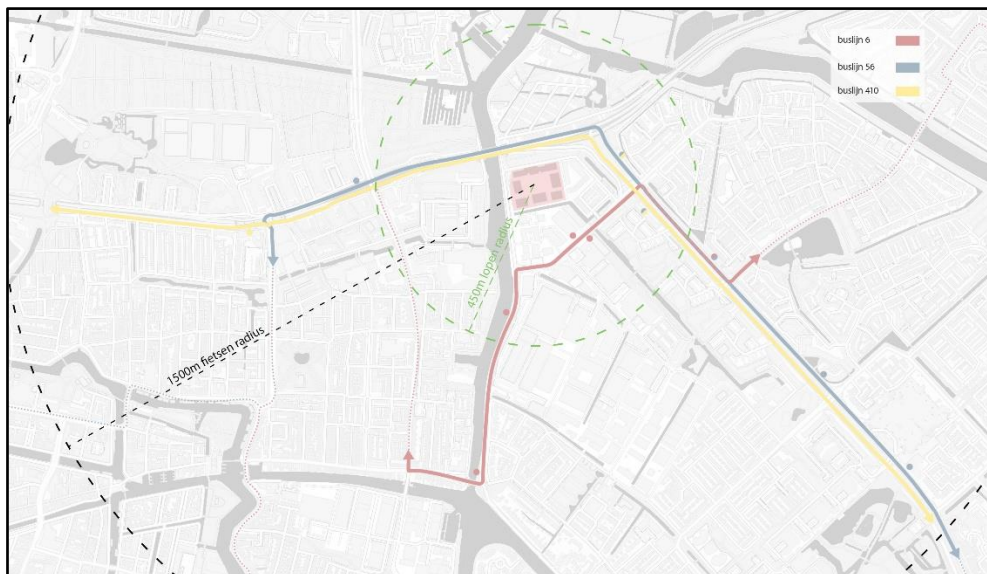 buslijn 6
buslijn 56
buslijn 410
450m lopen radius
1500m fietsen radius